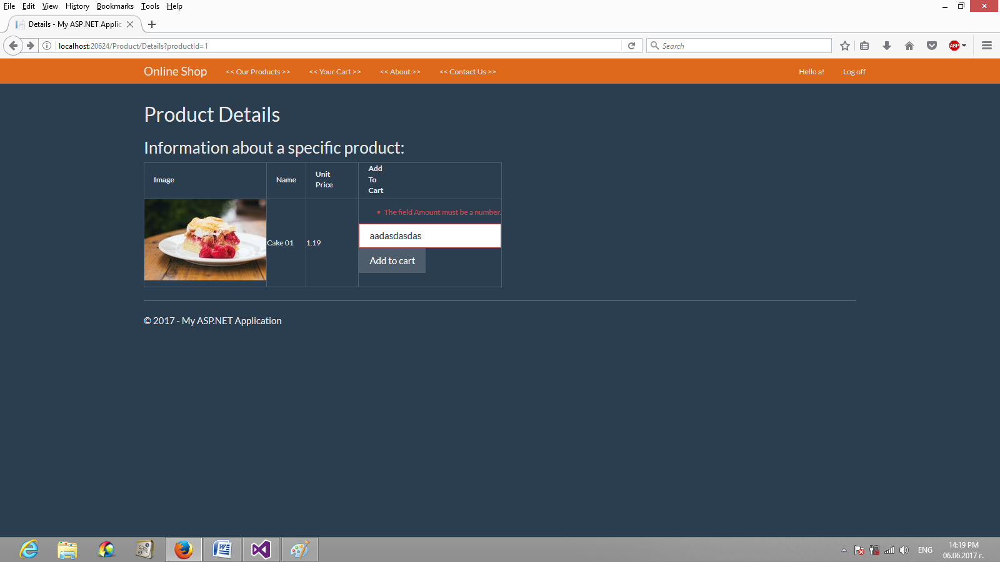 File Edit View History Bookmarks Tools Help
Details - My ASP.NET Applic
localhost:20624/Product/Details?productId=1
Search
ABP
Online Shop << Our Products >> << Your Cart >> << About >> << Contact Us >> Hello a! Log off
Product Details
Information about a specific product:
Image Name Unit Price Add To Cart
The field Amount must be a number.
Cake 01 1.19
aadasdasdas
Add to cart
© 2017 - My ASP.NET Application
ENG
14:19 PM
06.06.2017 г.